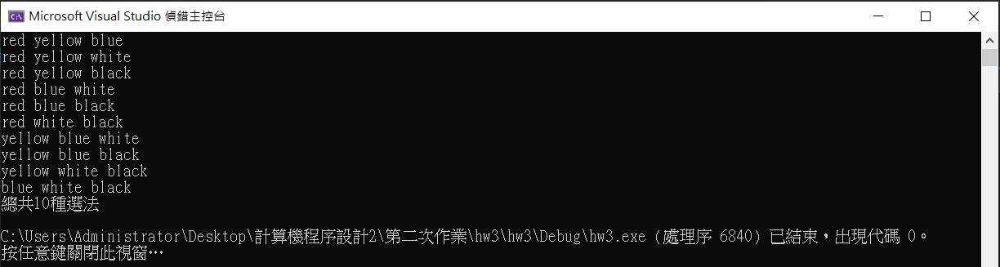 Microsoft Visual Studio 偵錯主控台
red yellow blue
red yellow white
red yellow black
red blue white
red blue black
red white black
yellow blue white
yellow blue black
yellow white black
blue white black
總共10種選法
C:\Users\Administrator\Desktop\計算機程序設計2\第二次作業\hw3\hw3\Debug\hw3.exe (處理序 6840) 已結束，出現代碼 0。
按任意鍵關閉此視窗…